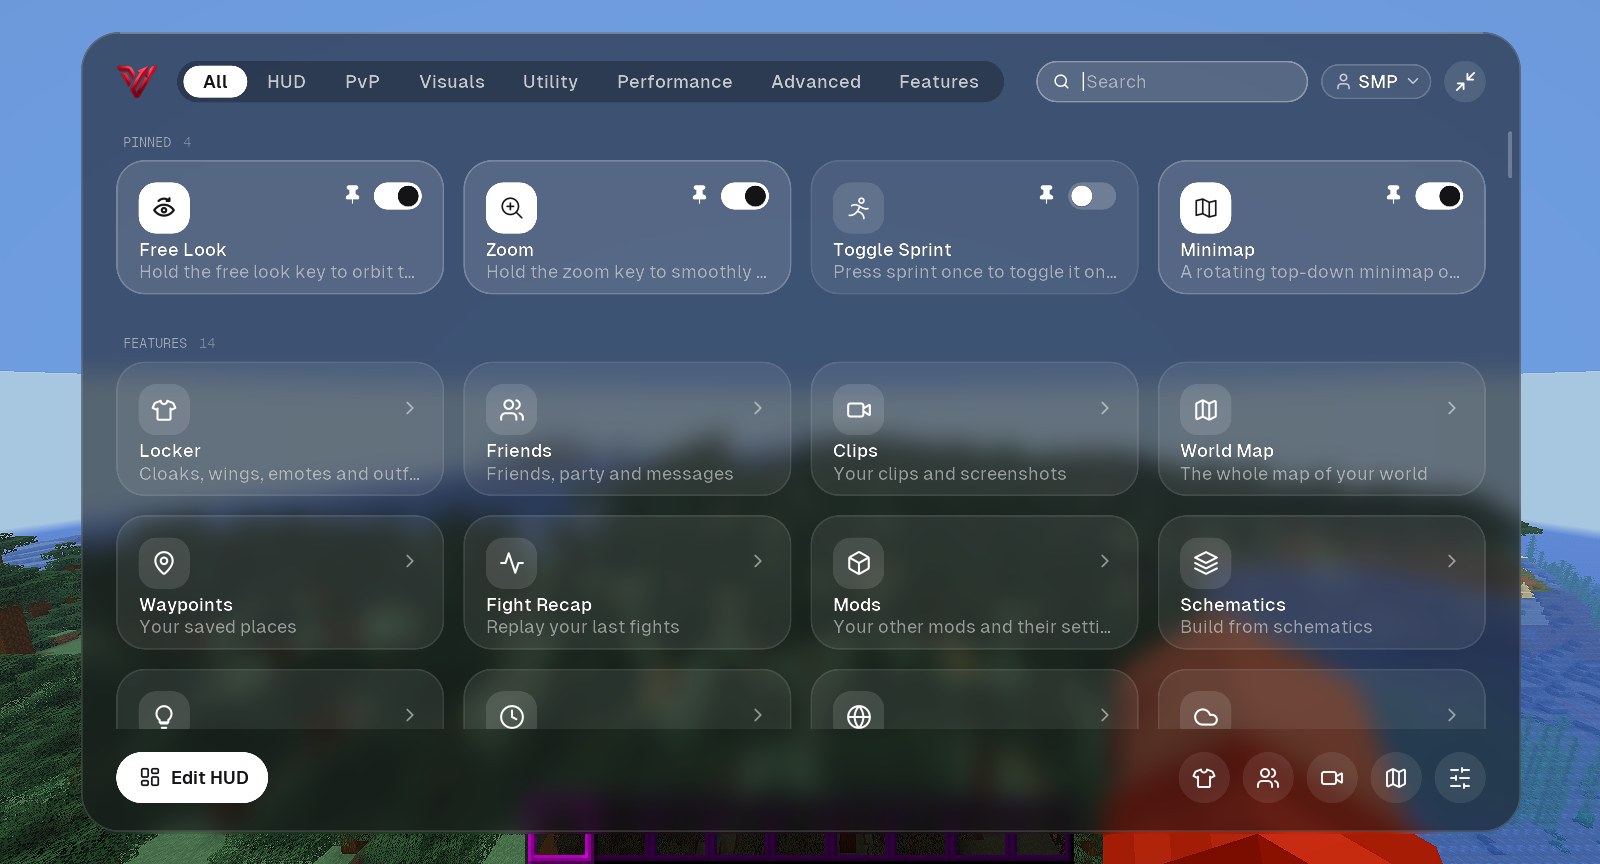 All HUD PvP Visuals Utility Performance Advanced Features Search SMP
PINNED 4
Free Look
Hold the free look key to orbit t...
Zoom
Hold the zoom key to smoothly ...
Toggle Sprint
Press sprint once to toggle it on...
Minimap
A rotating top-down minimap o...
FEATURES 14
Locker
Cloaks, wings, emotes and outf...
Friends
Friends, party and messages
Clips
Your clips and screenshots
World Map
The whole map of your world
Waypoints
Your saved places
Fight Recap
Replay your last fights
Mods
Your other mods and their setti...
Schematics
Build from schematics
Edit HUD